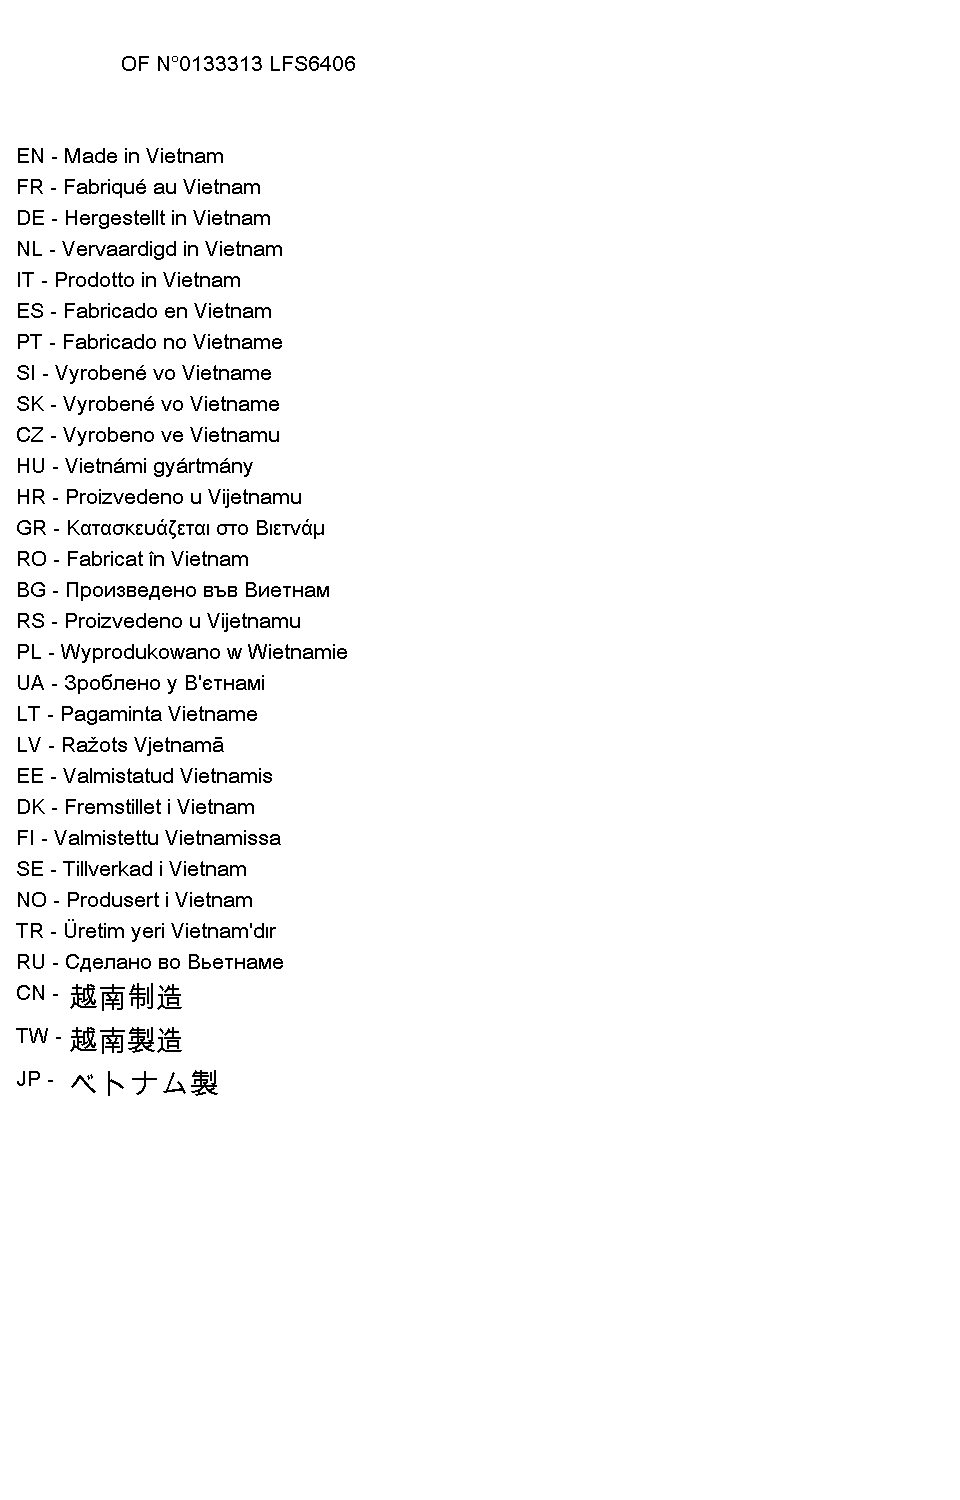 OF N°0133313 LFS6406
EN - Made in Vietnam
FR - Fabriqué au Vietnam
DE - Hergestellt in Vietnam
NL - Vervaardigd in Vietnam
IT - Prodotto in Vietnam
ES - Fabricado en Vietnam
PT - Fabricado no Vietname
SI - Vyrobené vo Vietname
SK - Vyrobené vo Vietname
CZ - Vyrobeno ve Vietnamu
HU - Vietnámi gyártmány
HR - Proizvedeno u Vijetnamu
GR - Κατασκευάζεται στο Βιετνάμ
RO - Fabricat în Vietnam
BG - Произведено във Виетнам
RS - Proizvedeno u Vijetnamu
PL - Wyprodukowano w Wietnamie
UA - Зроблено у В'єтнамі
LT - Pagaminta Vietname
LV - Ražots Vjetnamā
EE - Valmistatud Vietnamis
DK - Fremstillet i Vietnam
FI - Valmistettu Vietnamissa
SE - Tillverkad i Vietnam
NO - Produsert i Vietnam
TR - Üretim yeri Vietnam'dır
RU - Сделано во Вьетнаме
CN - 越南制造
TW - 越南製造
JP - ベトナム製